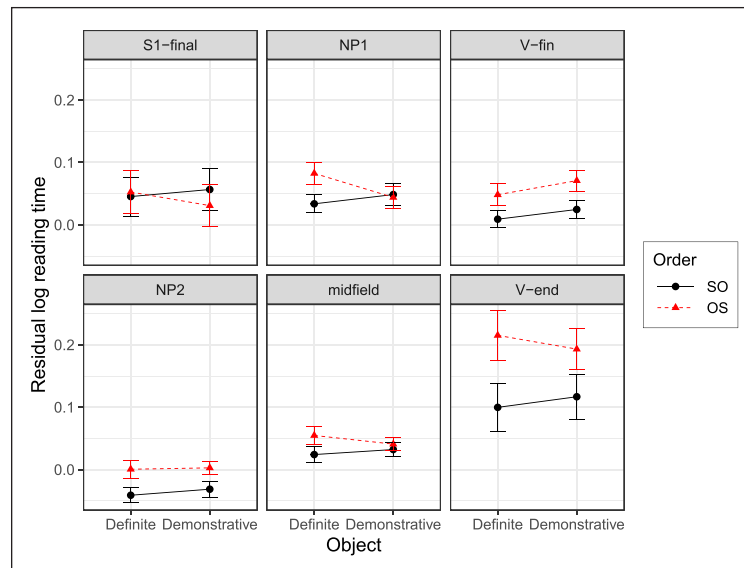 S1-final
NP1
V-fin
0.2
0.1
0.0
Residual log reading time
NP2
midfield
V-end
0.2
0.1
0.0
Definite Demonstrative
Definite Demonstrative
Definite Demonstrative
Object
Order
SO
OS